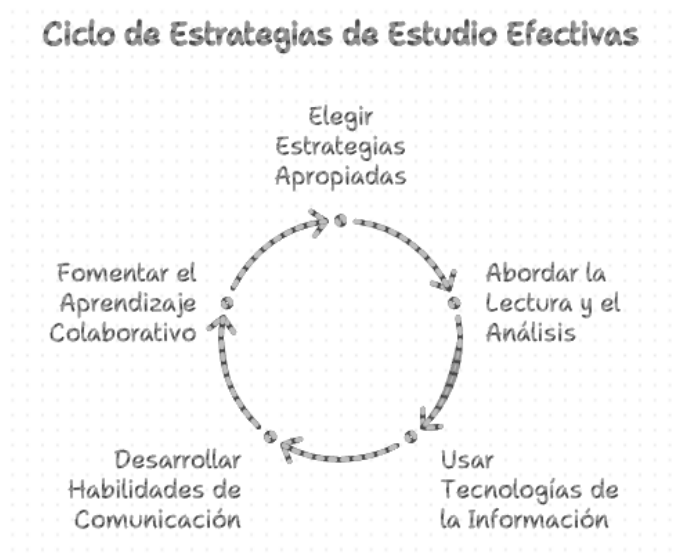 Ciclo de Estrategias de Estudio Efectivas
Elegir
Estrategias
Apropiadas
Abordar la
Lectura y el
Análisis
Usar
Tecnologías de
la Información
Desarrollar
Habilidades de
Comunicación
Fomentar el
Aprendizaje
Colaborativo